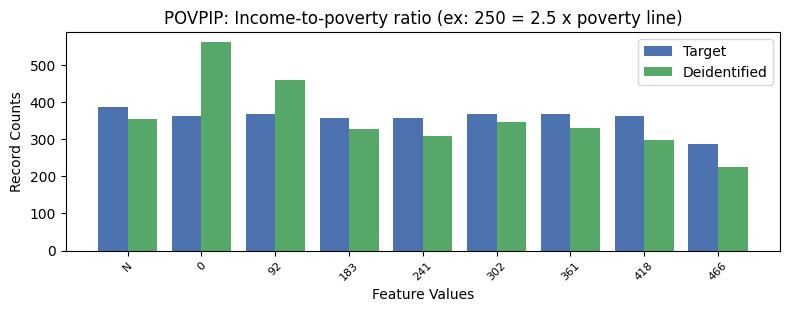 POVPIP: Income-to-poverty ratio (ex: 250 = 2.5 x poverty line)
Target
Deidentified
Record Counts
500
400
300
200
100
0
N 0 92 183 241 302 361 418 466
Feature Values